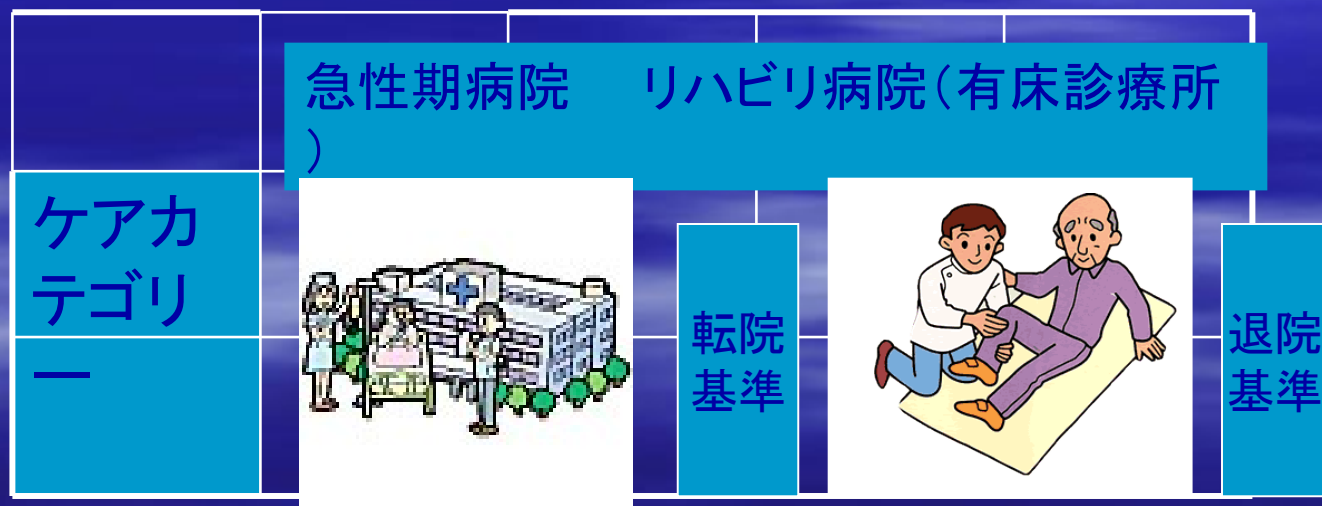 急性期病院　　リハビリ病院（有床診療所
）
ケアカ
テゴリ
ー
転院
基準
退院
基準